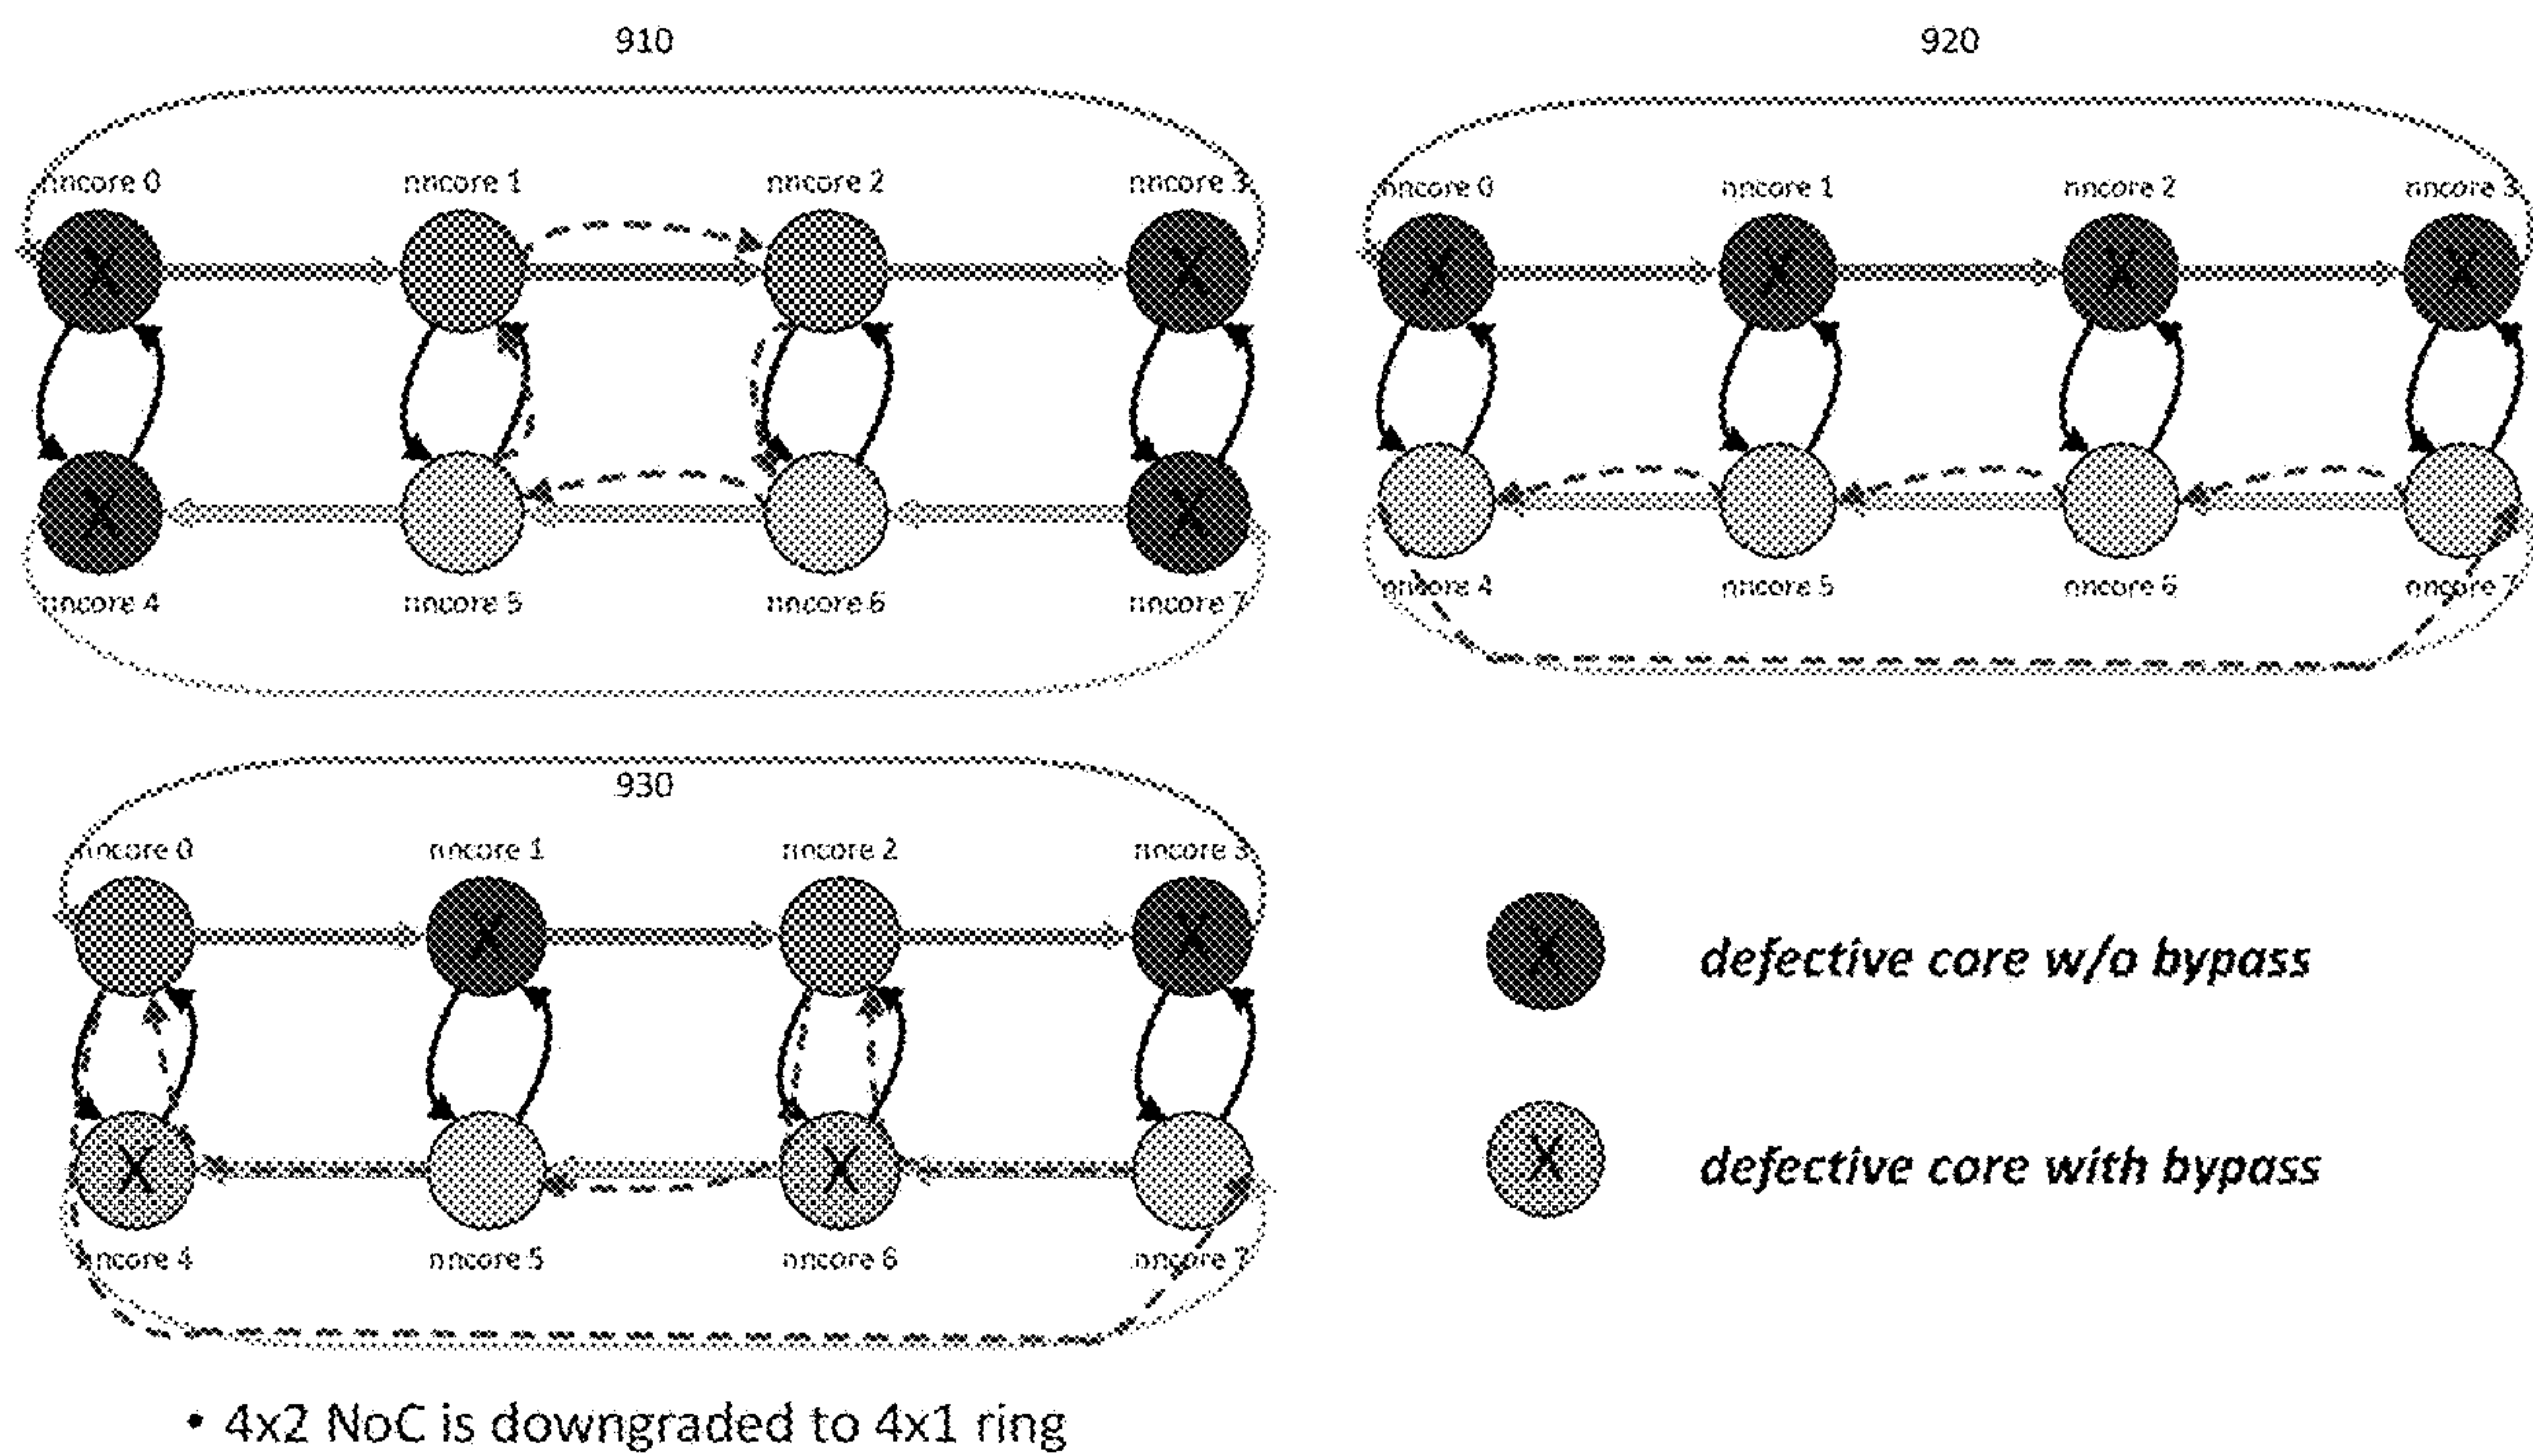 910
920
nncore 0
nncore 1
nncore 2
nncore 3
nncore 0
nncore 1
nncore 2
nncore 3
X
X
X
X
X
X
X
X
nncore 4
nncore 5
nncore 6
nncore 7
nncore 4
nncore 5
nncore 6
nncore 7
930
nncore 0
nncore 1
nncore 2
nncore 3
X
X
X defective core w/o bypass
X
X
X defective core with bypass
nncore 4
nncore 5
nncore 6
nncore 7
• 4x2 NoC is downgraded to 4x1 ring